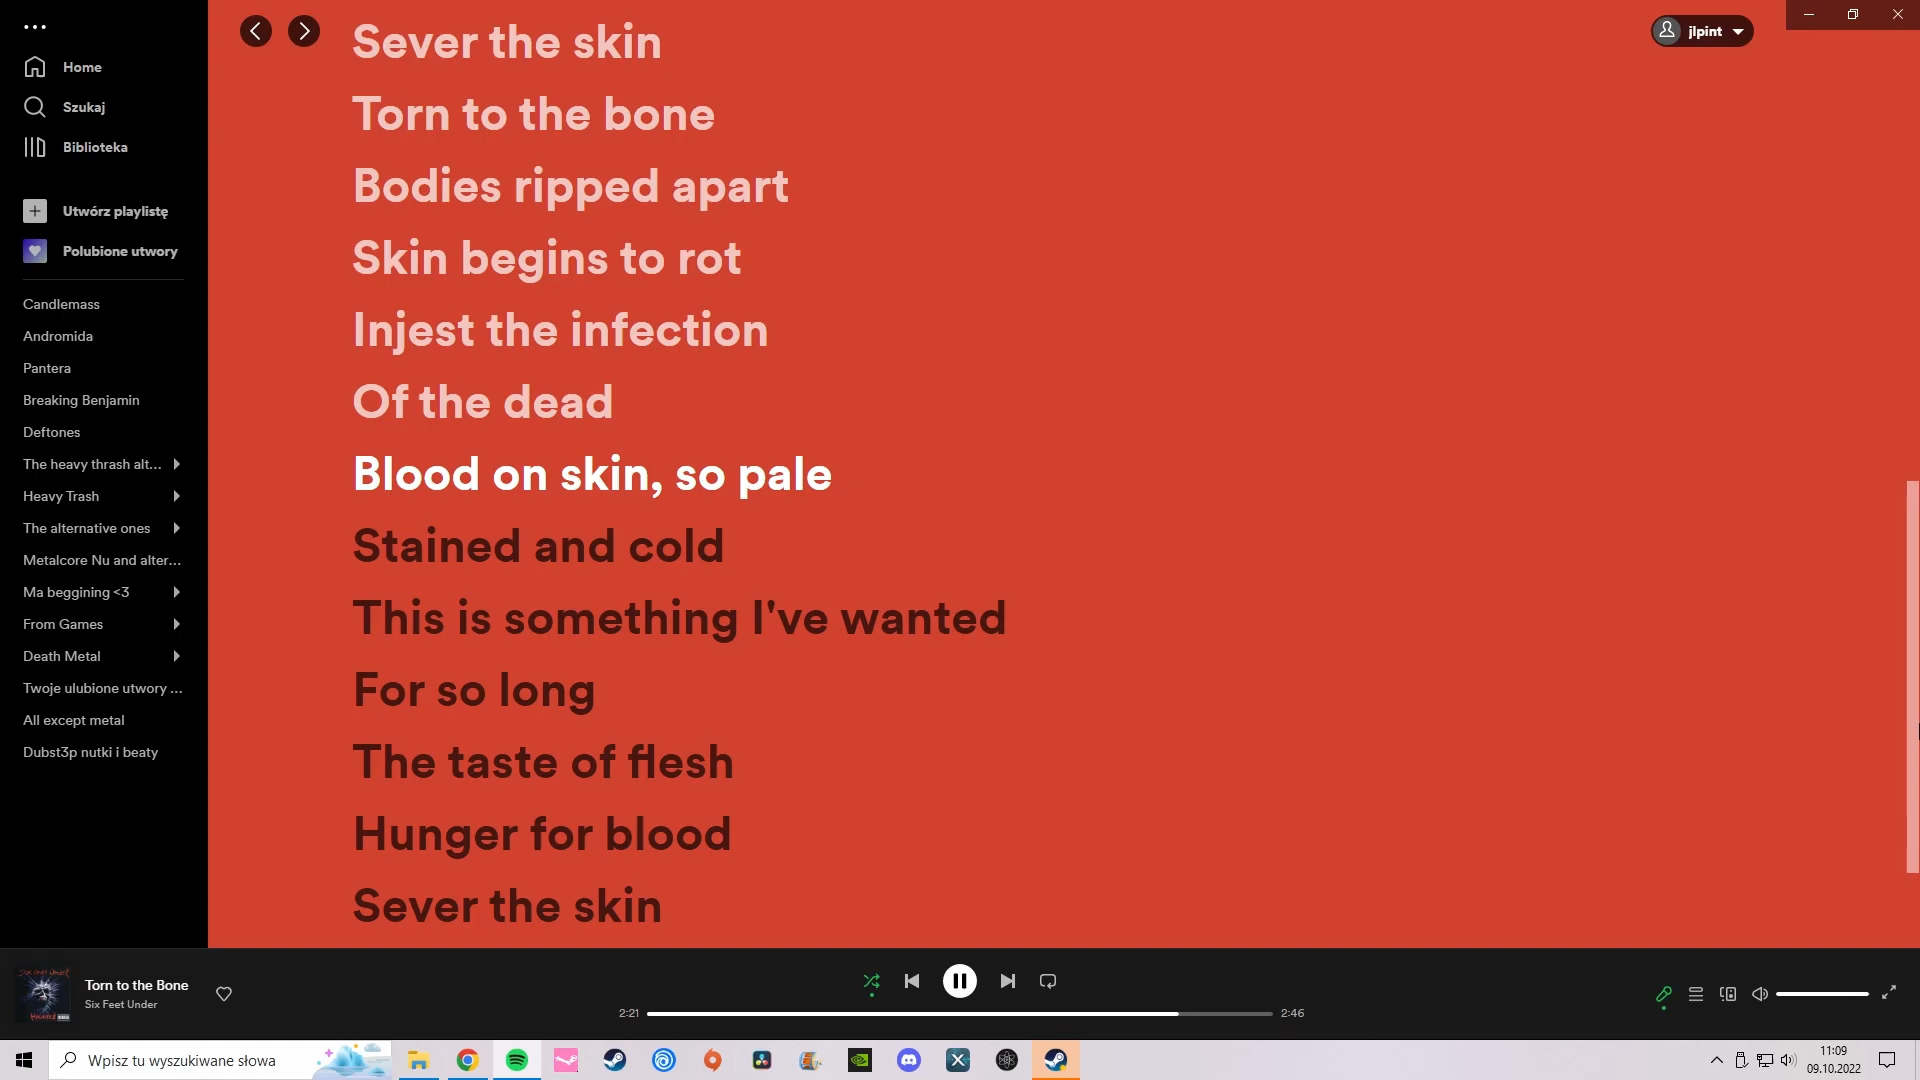 Home
Szukaj
Biblioteka
Utwórz playlistę
Polubione utwory
Candlemass
Andromida
Pantera
Breaking Benjamin
Deftones
The heavy thrash alt...
Heavy Trash
The alternative ones
Metalcore Nu and alter...
Ma beggining <3
From Games
Death Metal
Twoje ulubione utwory ...
All except metal
Dubst3p nutki i beaty
jlpint
Sever the skin
Torn to the bone
Bodies ripped apart
Skin begins to rot
Injest the infection
Of the dead
Blood on skin, so pale
Stained and cold
This is something I've wanted
For so long
The taste of flesh
Hunger for blood
Sever the skin
Torn to the Bone
Six Feet Under
2:21
2:46
Wpisz tu wyszukiwane słowa
11:09
09.10.2022